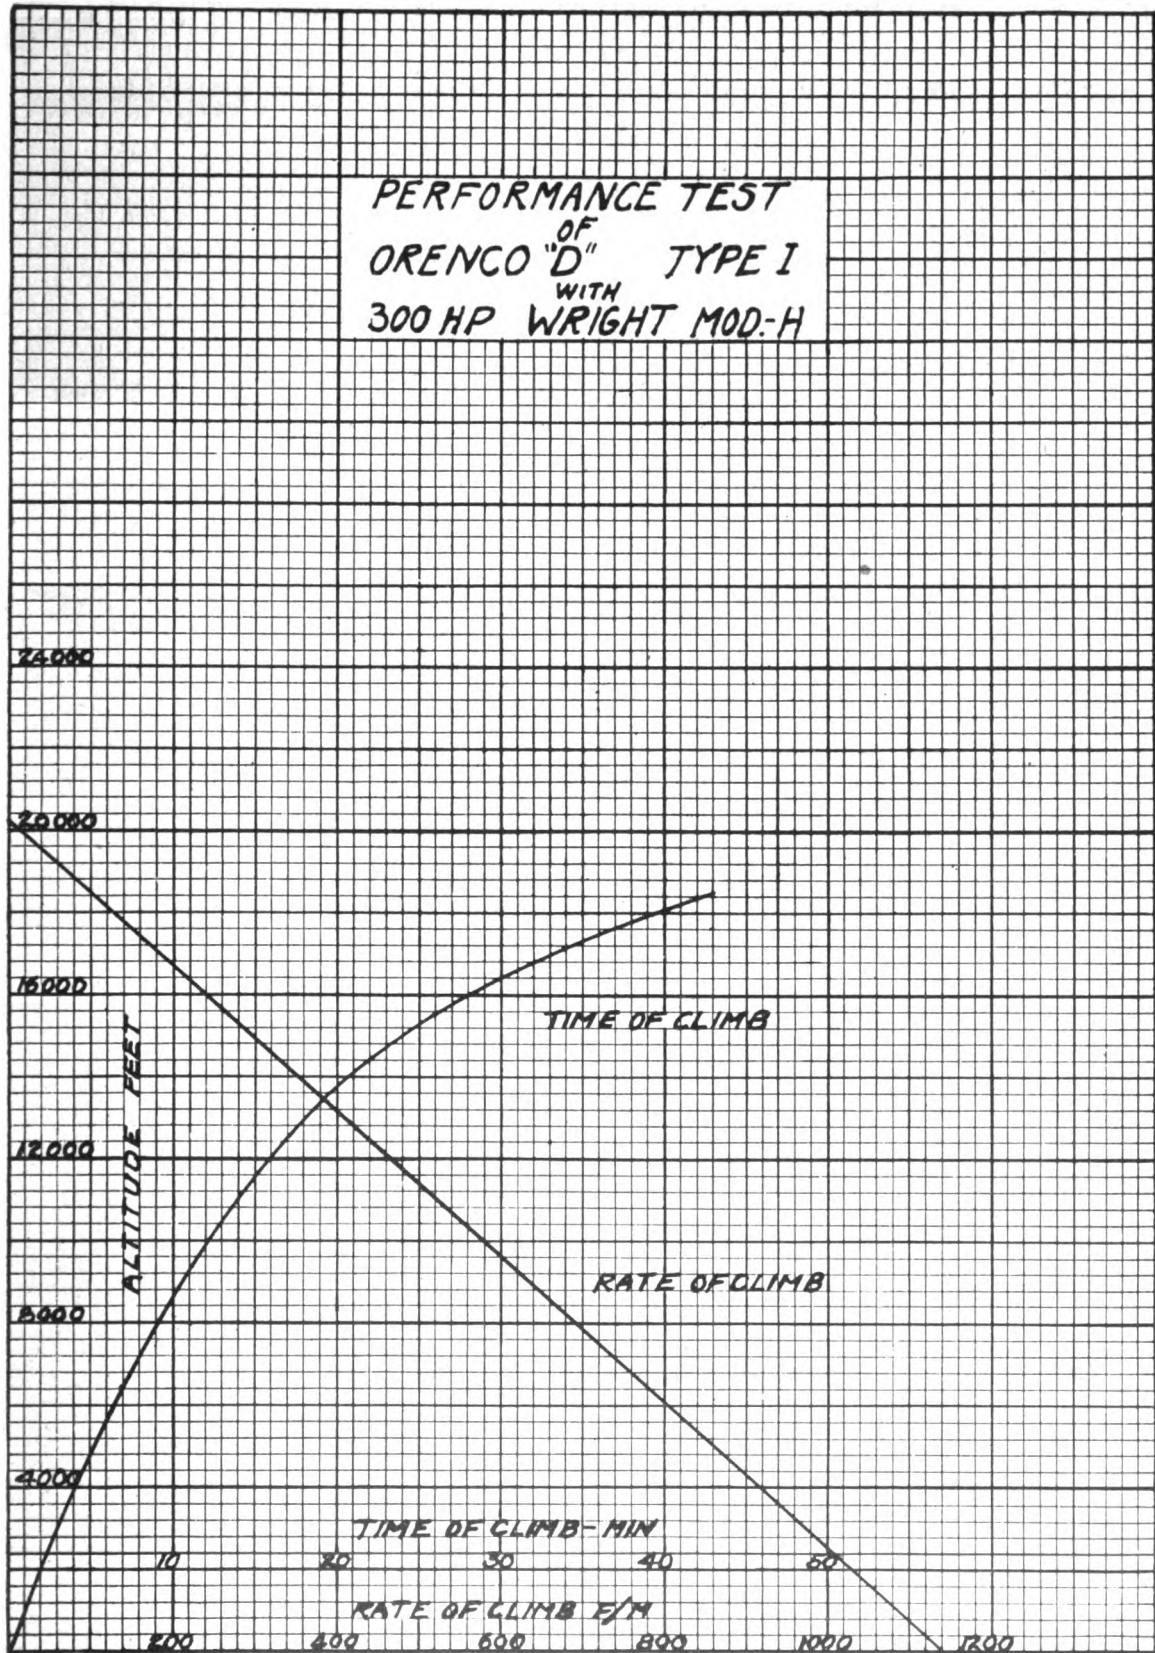 PERFORMANCE TEST
OF
ORENCO "D" TYPE I
WITH
300 HP WRIGHT MOD.-H
24000
20000
16000
TIME OF CLIMB
ALTITUDE FEET
12000
RATE OF CLIMB
8000
4000
TIME OF CLIMB-MIN
10 20 30 40 50
RATE OF CLIMB F/M
200 400 600 800 1000 1200